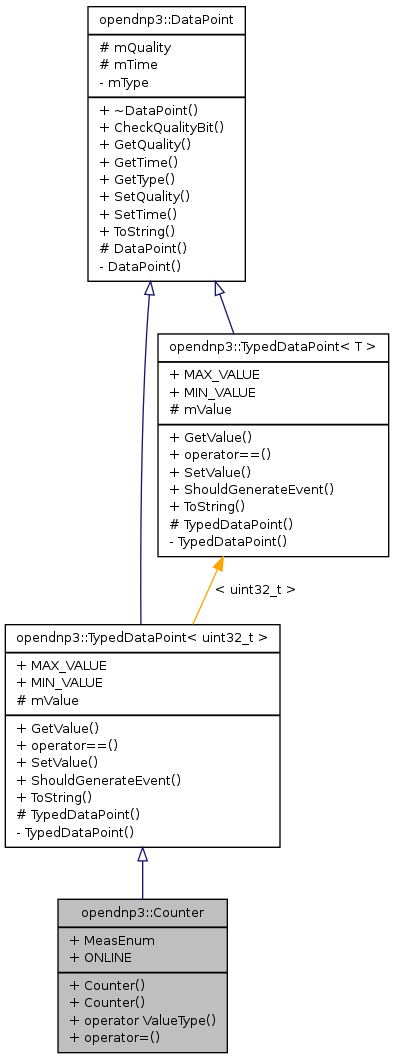 opendnp3::DataPoint
# mQuality
# mTime
- mType
+ ~DataPoint()
+ CheckQualityBit()
+ GetQuality()
+ GetTime()
+ GetType()
+ SetQuality()
+ SetTime()
+ ToString()
# DataPoint()
- DataPoint()
opendnp3::TypedDataPoint< T >
+ MAX_VALUE
+ MIN_VALUE
# mValue
+ GetValue()
+ operator==()
+ SetValue()
+ ShouldGenerateEvent()
+ ToString()
# TypedDataPoint()
- TypedDataPoint()
< uint32_t >
opendnp3::TypedDataPoint< uint32_t >
+ MAX_VALUE
+ MIN_VALUE
# mValue
+ GetValue()
+ operator==()
+ SetValue()
+ ShouldGenerateEvent()
+ ToString()
# TypedDataPoint()
- TypedDataPoint()
opendnp3::Counter
+ MeasEnum
+ ONLINE
+ Counter()
+ Counter()
+ operator ValueType()
+ operator=()